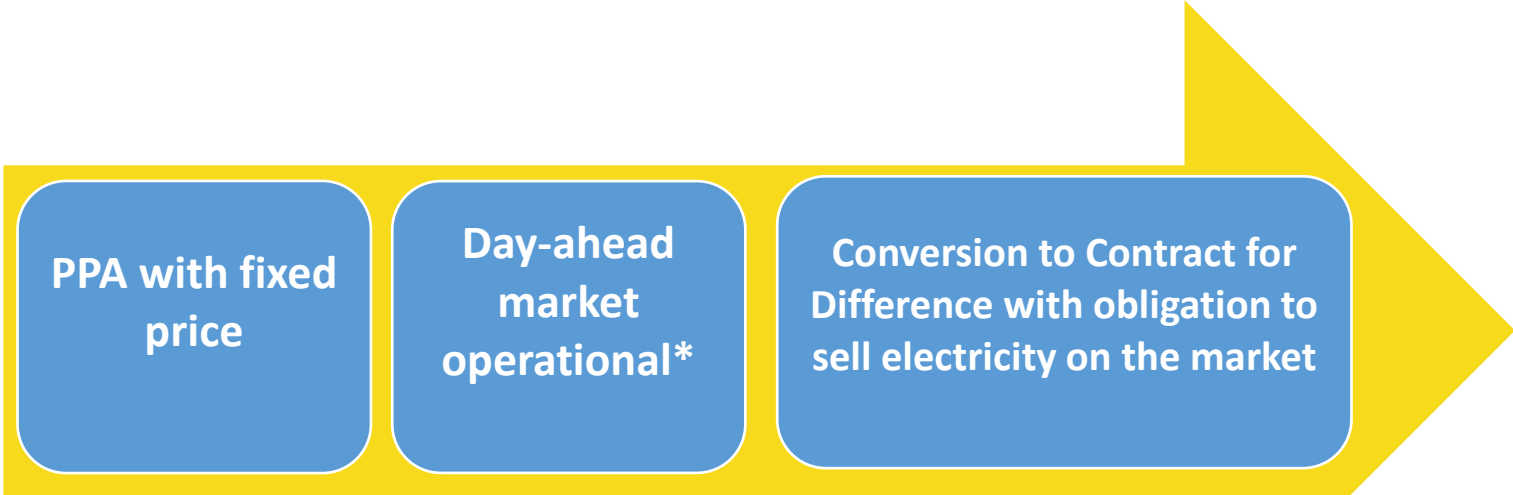 PPA with fixed
price
Day-ahead
market
operational*
Conversion to Contract for
Difference with obligation to
sell electricity on the market